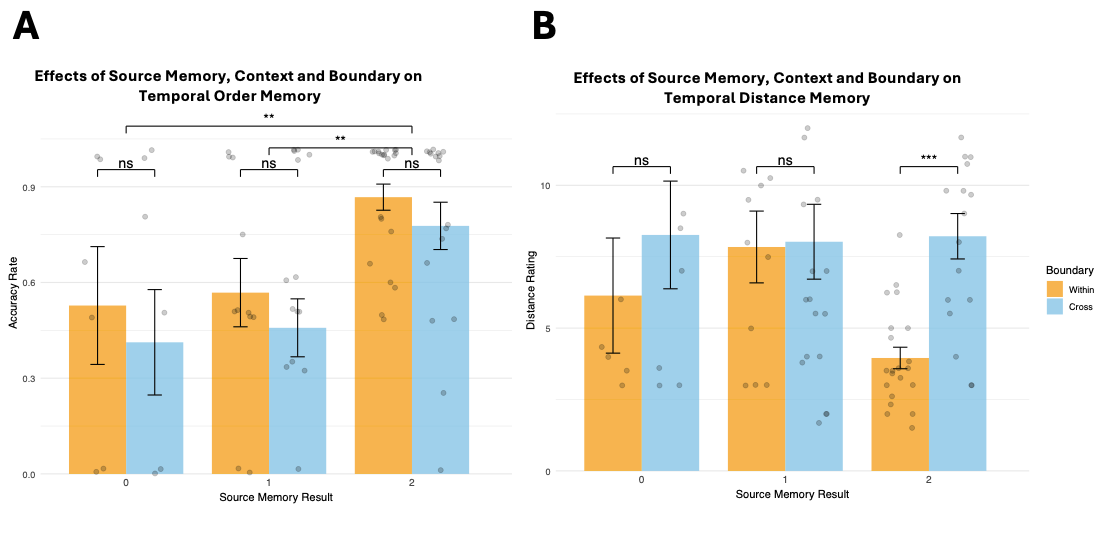 A
Effects of Source Memory, Context and Boundary on
Temporal Order Memory
**
**
ns
ns
ns
0.9
0.6
0.3
0.0
Accuracy Rate
0
1
2
Source Memory Result
B
Effects of Source Memory, Context and Boundary on
Temporal Distance Memory
ns
ns
***
10
5
0
Distance Rating
0
1
2
Source Memory Result
Boundary
Within
Cross